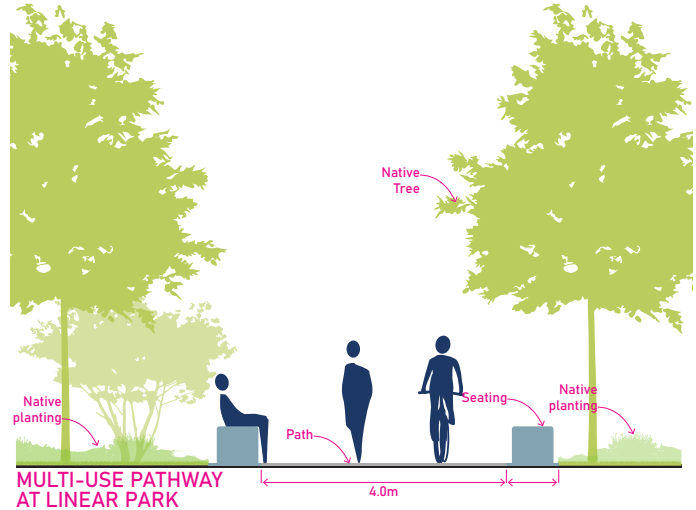 Native
Tree
Native
planting
Seating
Native
planting
Path
MULTI-USE PATHWAY
AT LINEAR PARK
4.0m